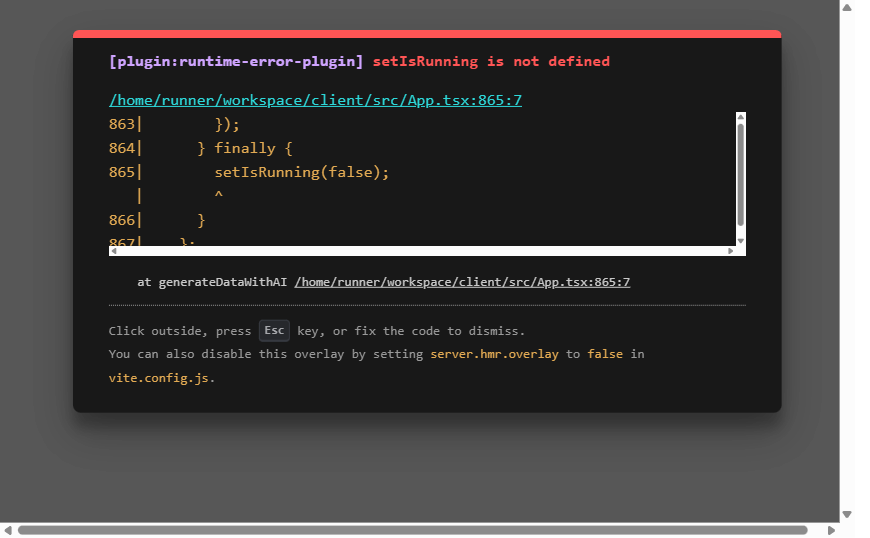 [plugin:runtime-error-plugin] setIsRunning is not defined
/home/runner/workspace/client/src/App.tsx:865:7
863|        });
864|      } finally {
865|        setIsRunning(false);
   |        ^
866|      }
867|    };
at generateDataWithAI /home/runner/workspace/client/src/App.tsx:865:7
Click outside, press Esc key, or fix the code to dismiss.
You can also disable this overlay by setting server.hmr.overlay to false in
vite.config.js.